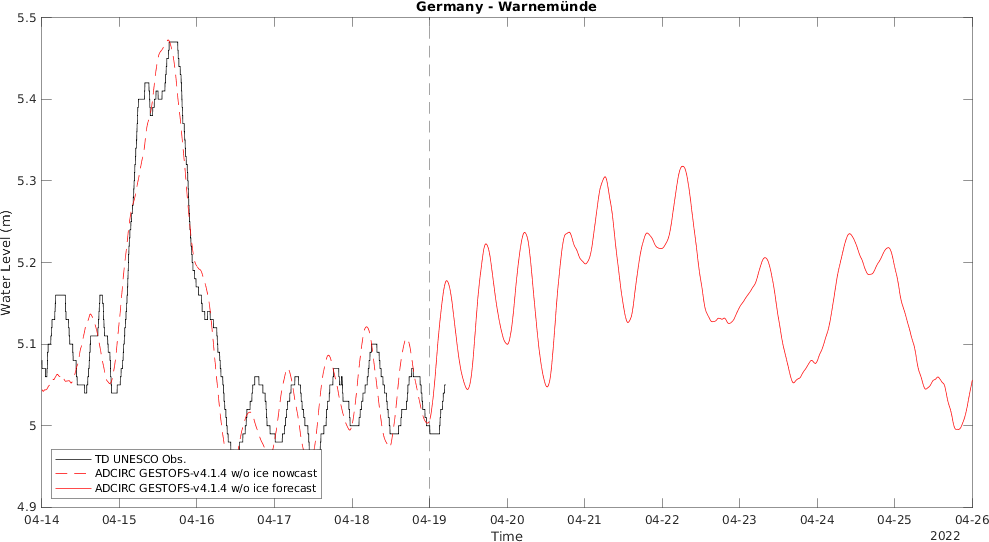 Germany - Warnemünde
5.5
5.4
5.3
5.2
5.1
5
4.9
Water Level (m)
TD UNESCO Obs.
ADCIRC GESTOFS-v4.1.4 w/o ice nowcast
ADCIRC GESTOFS-v4.1.4 w/o ice forecast
04-14 04-15 04-16 04-17 04-18 04-19 04-20 04-21 04-22 04-23 04-24 04-25 04-26
Time
2022